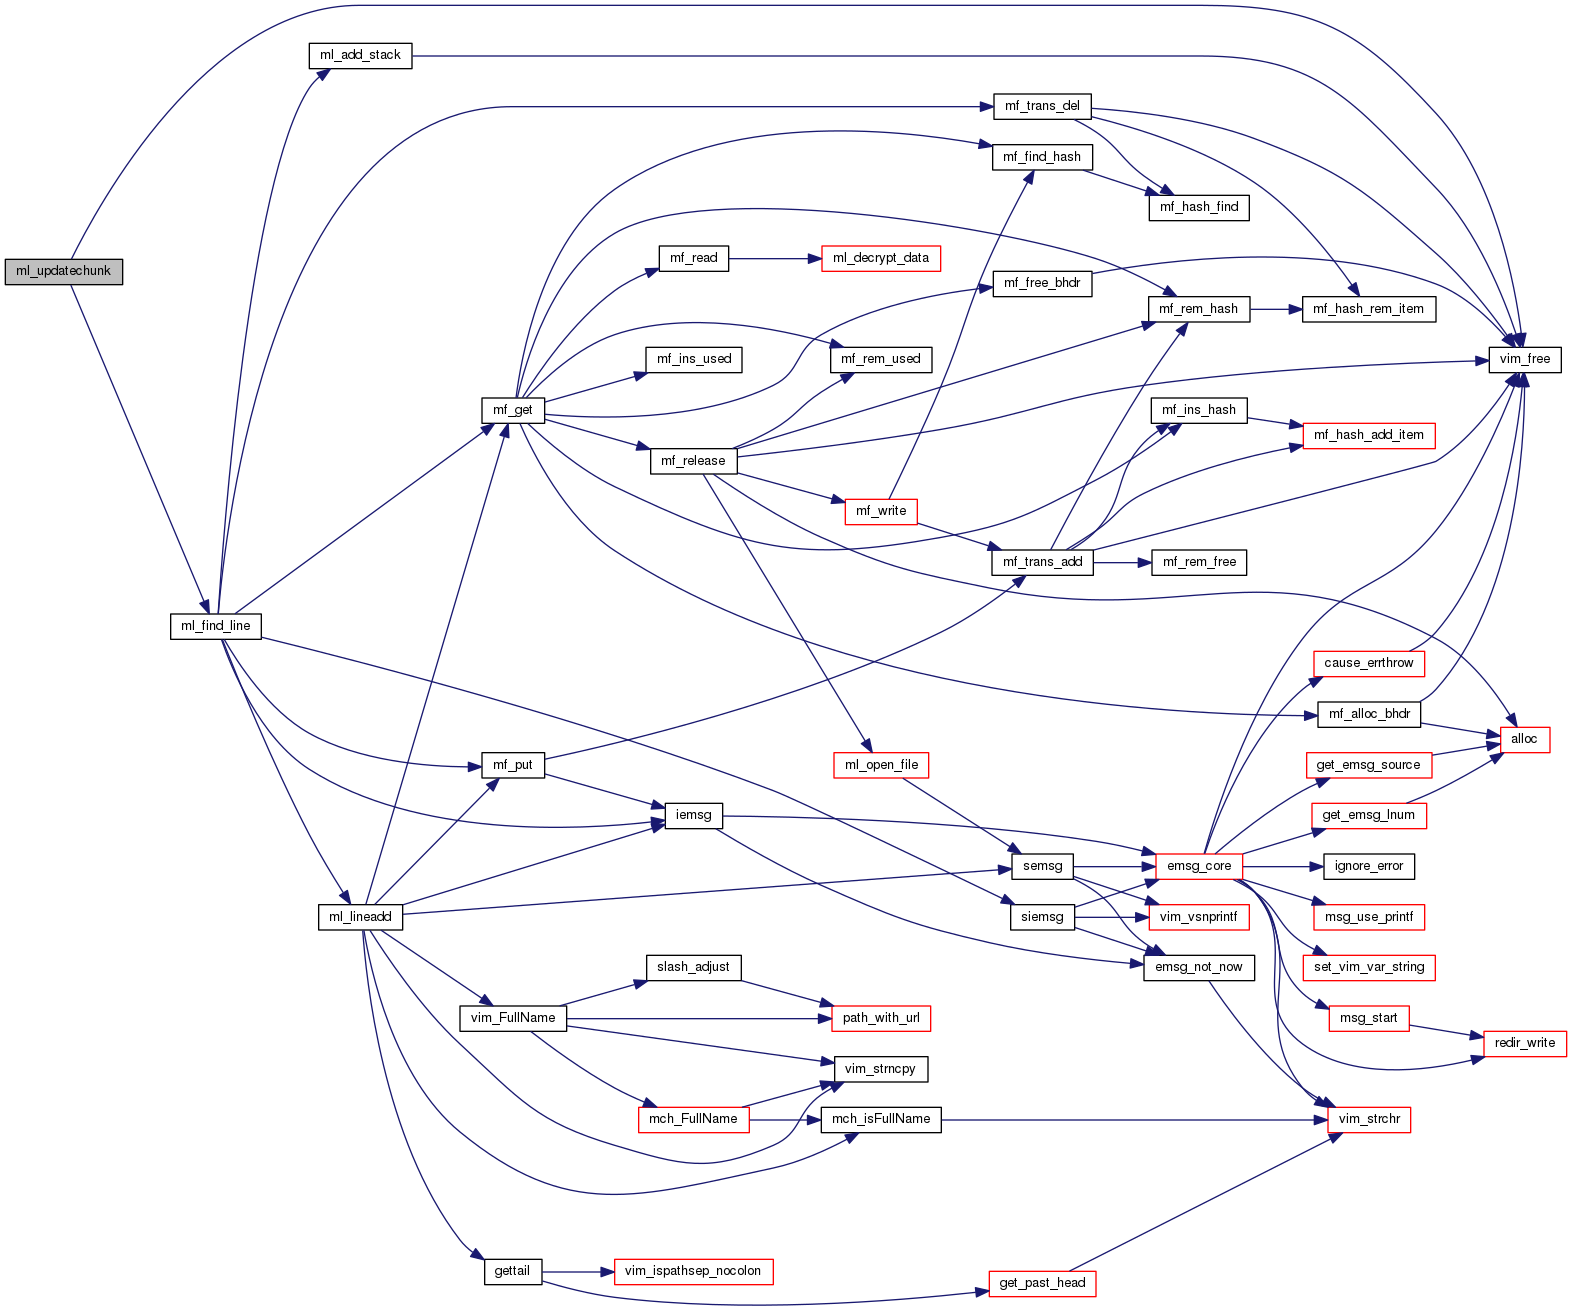 ml_updatechunk
ml_find_line
ml_add_stack
ml_lineadd
mf_get
mf_put
vim_FullName
gettail
mf_read
mf_ins_used
mf_release
iemsg
slash_adjust
mch_FullName
vim_ispathsep_nocolon
ml_decrypt_data
mf_rem_used
mf_write
ml_open_file
path_with_url
vim_strncpy
mch_isFullName
mf_trans_del
mf_find_hash
mf_free_bhdr
mf_trans_add
semsg
siemsg
get_past_head
mf_hash_find
mf_rem_hash
mf_ins_hash
mf_rem_free
emsg_core
vim_vsnprintf
emsg_not_now
mf_hash_rem_item
mf_hash_add_item
cause_errthrow
mf_alloc_bhdr
get_emsg_source
get_emsg_lnum
ignore_error
msg_use_printf
set_vim_var_string
msg_start
vim_strchr
vim_free
alloc
redir_write